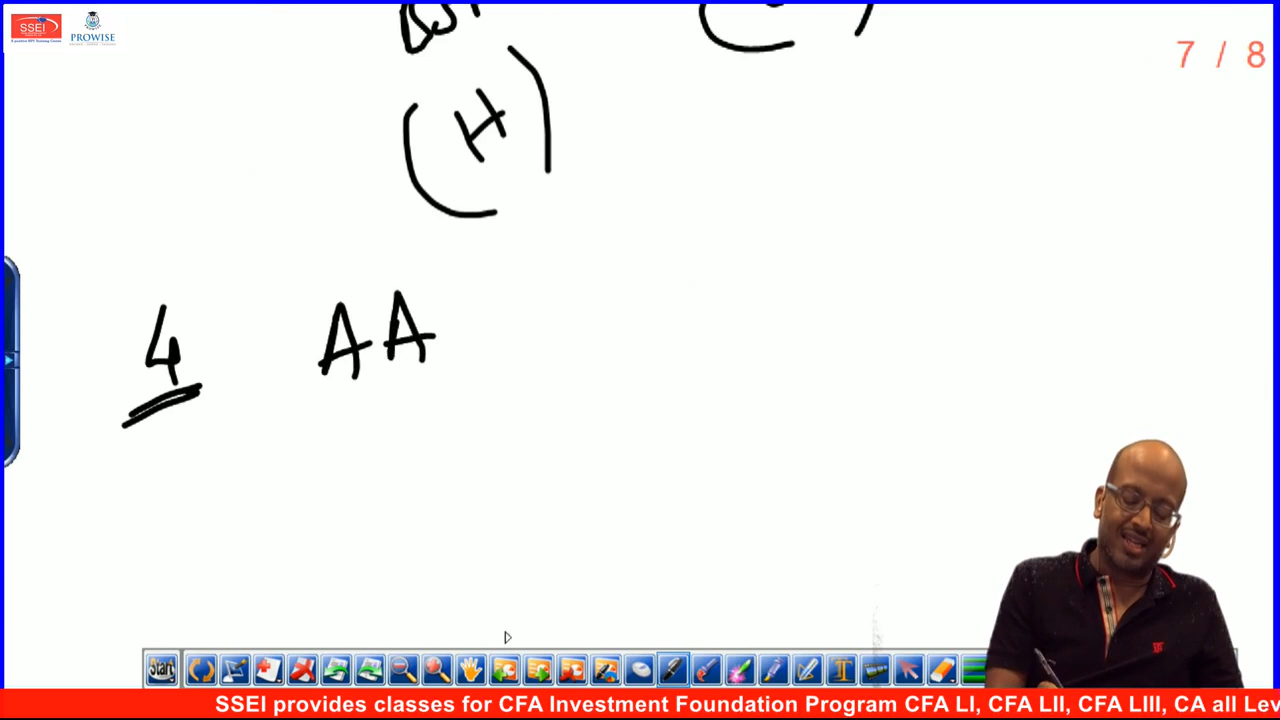 SSEI
PROWISE
7 / 8
(H)
4 AA
Start
SSEI provides classes for CFA Investment Foundation Program CFA LI, CFA LII, CFA LIII, CA all Lev